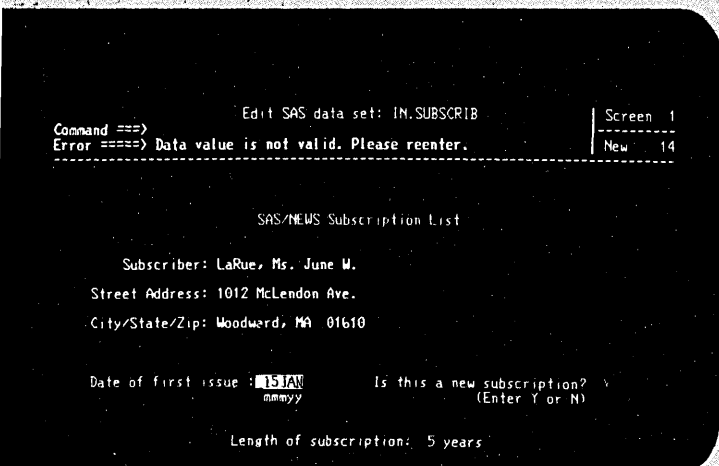 Edit SAS data set: IN.SUBSCRIB
Screen 1
Command ===>
Error =====> Data value is not valid. Please reenter.
New 14
SAS/NEWS Subscription List
Subscriber: LaRue, Ms. June W.
Street Address: 1012 McLendon Ave.
City/State/Zip: Woodward, MA 01610
Date of first issue : 15JAN Is this a new subscription? Y
mmmyy (Enter Y or N)
Length of subscription: 5 years